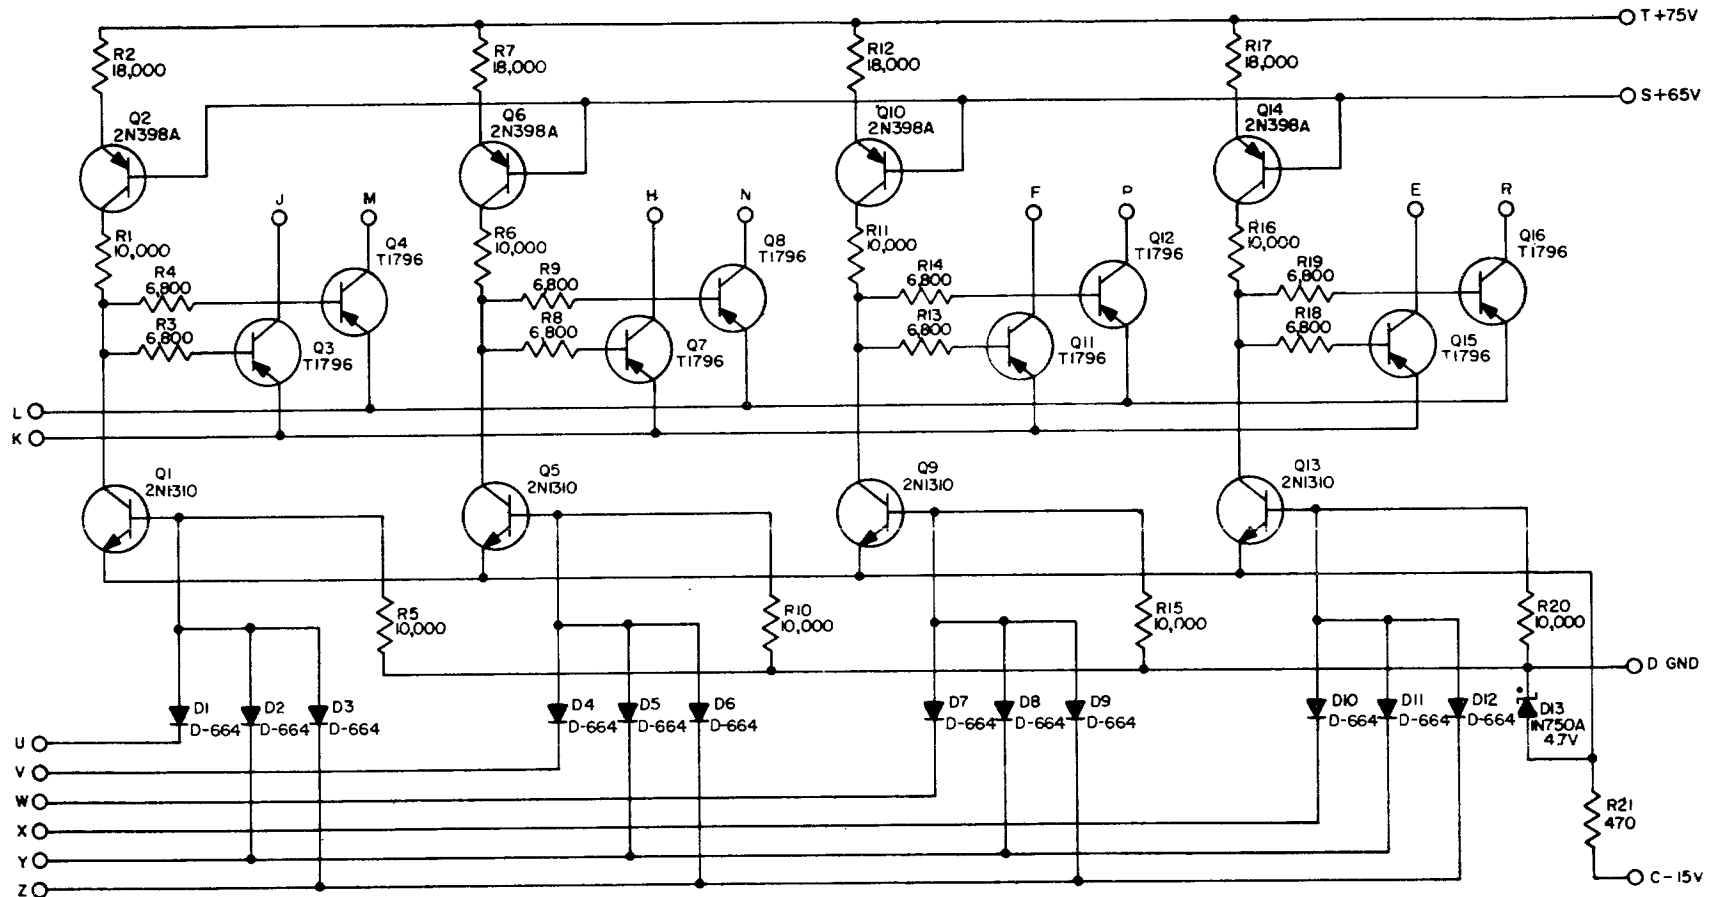 T +75V
R2
18,000
R7
18,000
R12
18,000
R17
18,000
S+65V
Q2
2N398A
Q6
2N398A
Q10
2N398A
Q14
2N398A
J
M
H
N
F
P
E
R
R1
10,000
Q4
T1796
R6
10,000
Q8
T1796
R11
10,000
Q12
T1796
R16
10,000
Q16
T1796
R4
6,800
R9
6,800
R14
6,800
R19
6,800
R3
6,800
R8
6,800
R13
6,800
R18
6,800
Q3
T1796
Q7
T1796
Q11
T1796
Q15
T1796
L
K
Q1
2N1310
Q5
2N1310
Q9
2N1310
Q13
2N1310
R5
10,000
R10
10,000
R15
10,000
R20
10,000
D GND
D1
D-664
D2
D-664
D3
D-664
D4
D-664
D5
D-664
D6
D-664
D7
D-664
D8
D-664
D9
D-664
D10
D-664
D11
D-664
D12
D-664
D13
IN750A
4.7V
U
V
W
X
Y
Z
R21
470
C-15V